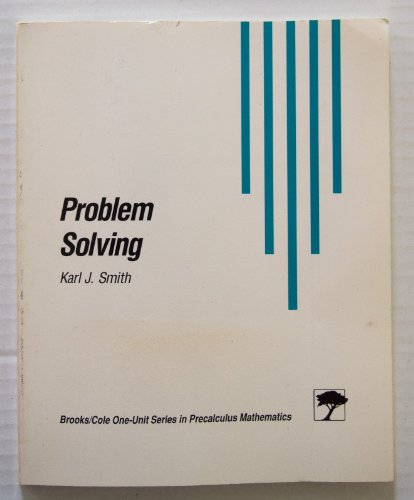 Problem
Solving
Karl J. Smith
Brooks/Cole One-Unit Series in Precalculus Mathematics